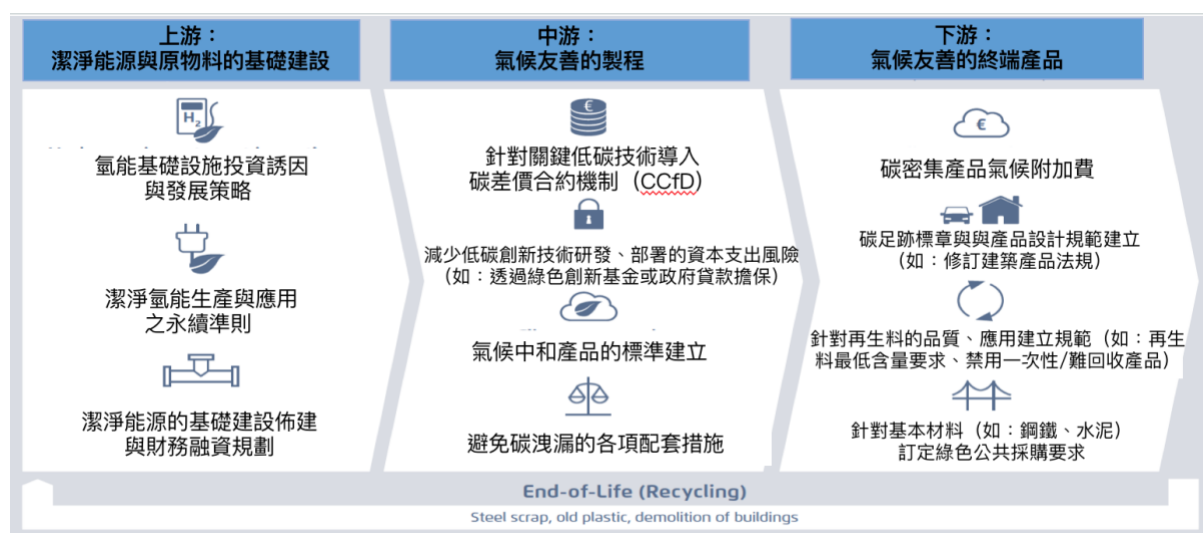 上游：
潔淨能源與原物料的基礎建設
H₂
氫能基礎設施投資誘因
與發展策略
潔淨氫能生產與應用
之永續準則
潔淨能源的基礎建設佈建
與財務融資規劃
中游：
氣候友善的製程
€
針對關鍵低碳技術導入
碳差價合約機制（CCfD）
減少低碳創新技術研發、部署的資本支出風險
（如：透過綠色創新基金或政府貸款擔保）
氣候中和產品的標準建立
避免碳洩漏的各項配套措施
下游：
氣候友善的終端產品
€
碳密集產品氣候附加費
碳足跡標章與與產品設計規範建立
（如：修訂建築產品法規）
針對再生料的品質、應用建立規範（如：再生
料最低含量要求、禁用一次性/難回收產品）
針對基本材料（如：鋼鐵、水泥）
訂定綠色公共採購要求
End-of-Life (Recycling)
Steel scrap, old plastic, demolition of buildings